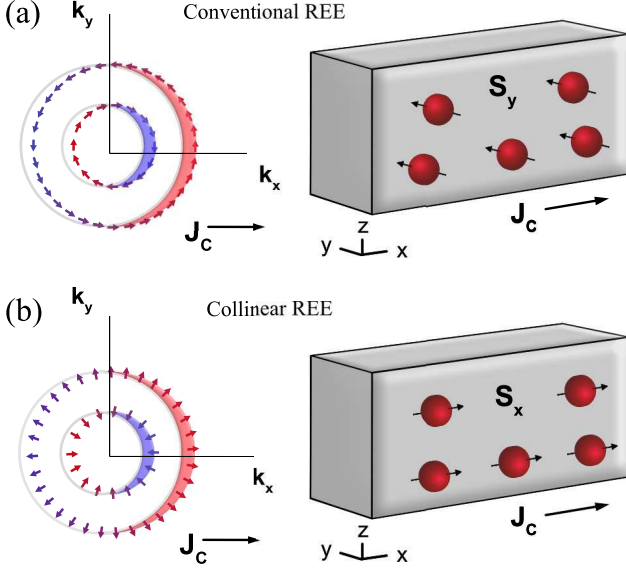 (a) Conventional REE
k_y
S_y
k_x
J_C
J_C
z
y x
(b) Collinear REE
k_y
S_x
k_x
J_C
J_C
z
y x